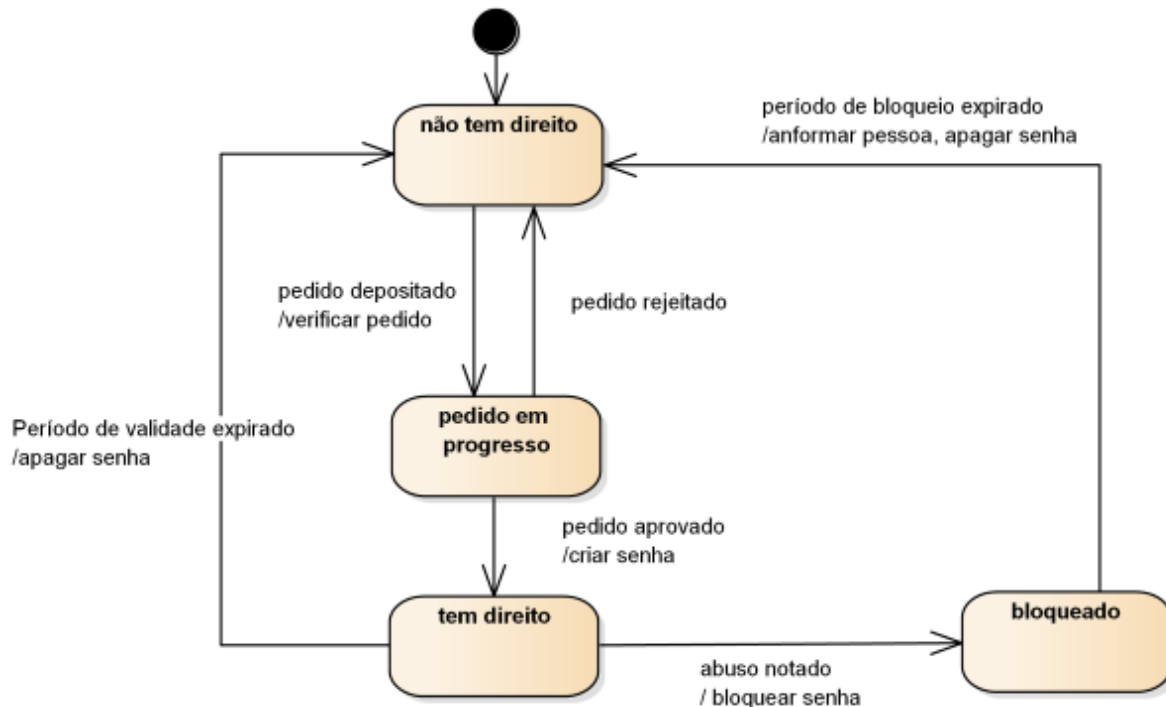 não tem direito
período de bloqueio expirado
/anformar pessoa, apagar senha
pedido depositado
/verificar pedido
pedido rejeitado
Período de validade expirado
/apagar senha
pedido em
progresso
pedido aprovado
/criar senha
tem direito
bloqueado
abuso notado
/ bloquear senha